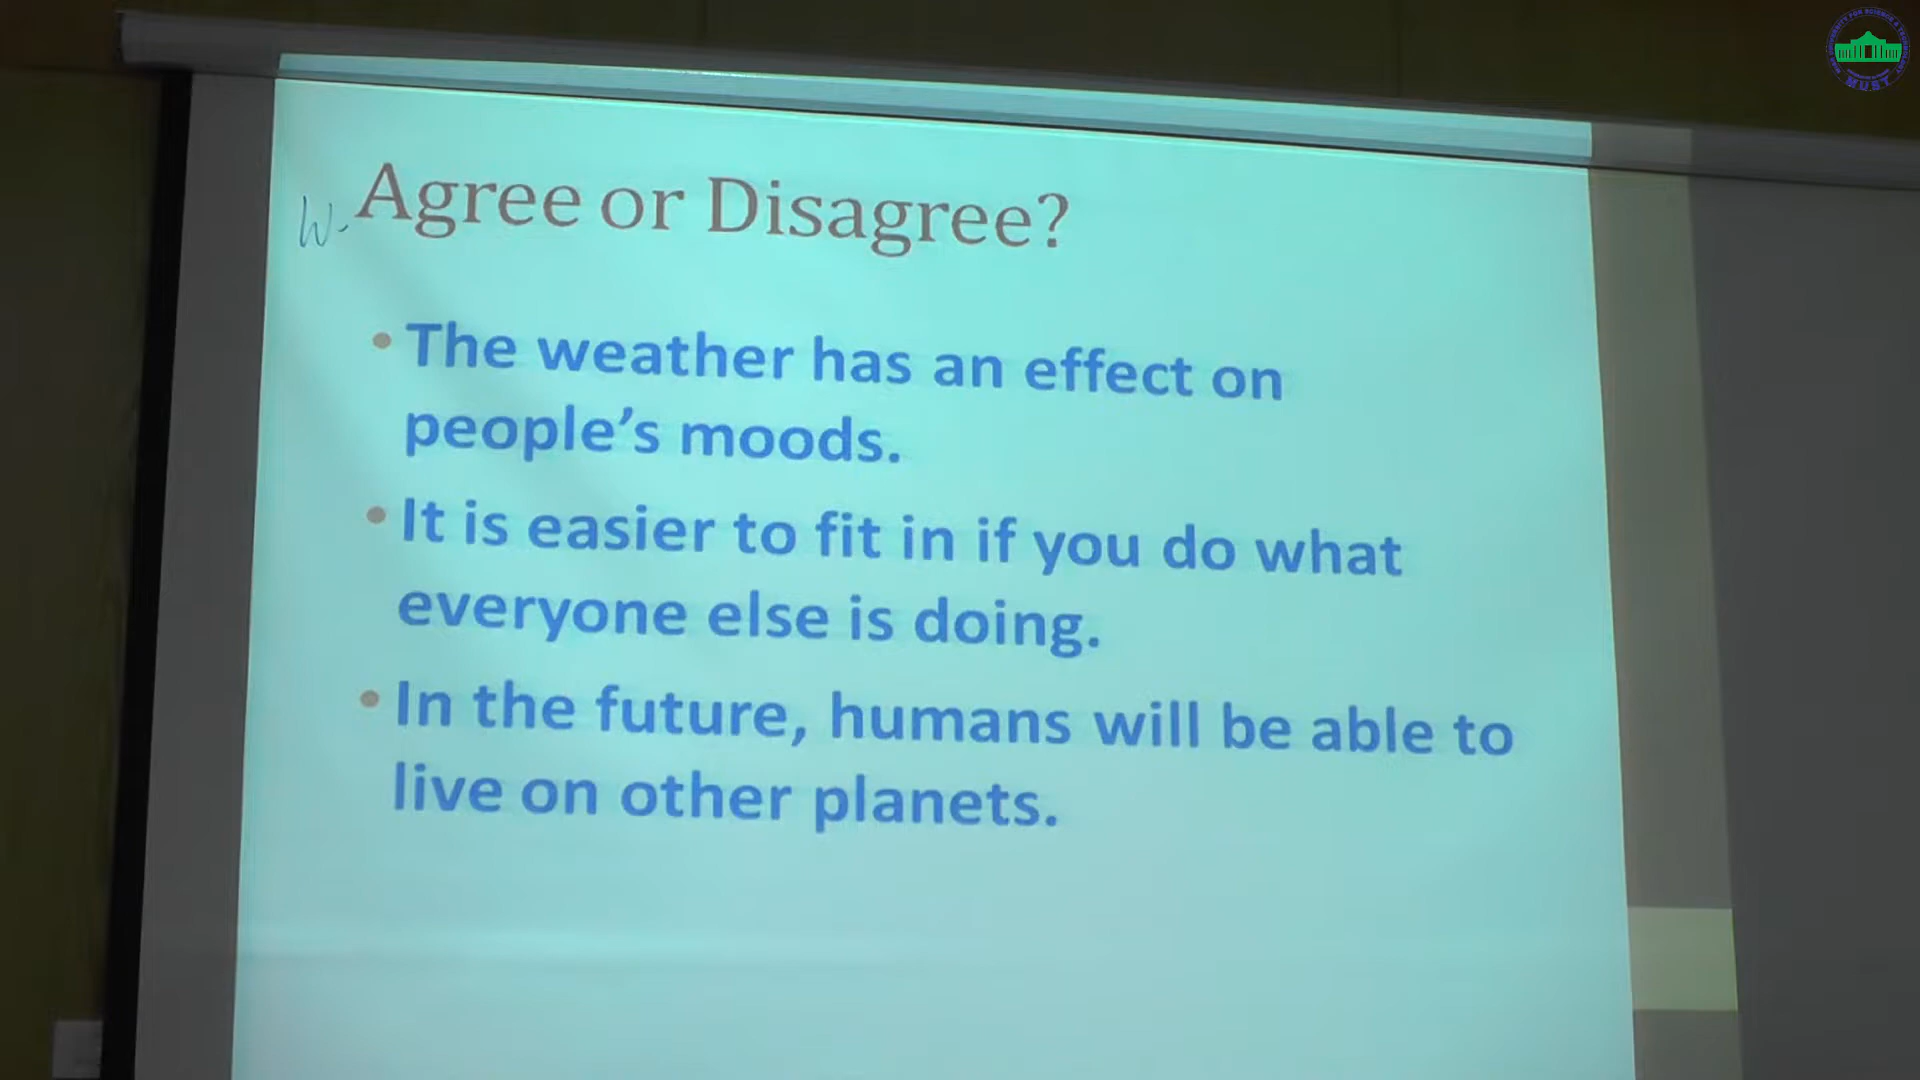 Agree or Disagree?
• The weather has an effect on
people's moods.
• It is easier to fit in if you do what
everyone else is doing.
• In the future, humans will be able to
live on other planets.
MUST